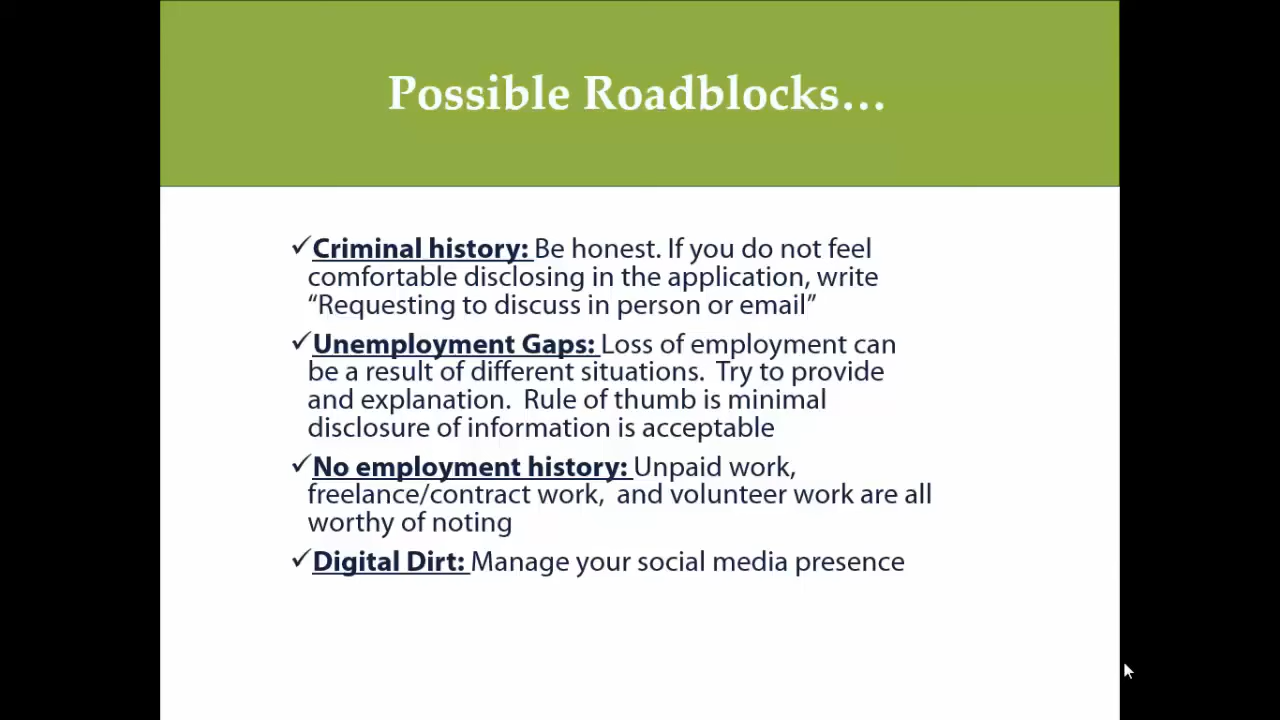 Possible Roadblocks…
✓Criminal history: Be honest. If you do not feel
comfortable disclosing in the application, write
“Requesting to discuss in person or email”
✓Unemployment Gaps: Loss of employment can
be a result of different situations.  Try to provide
and explanation.  Rule of thumb is minimal
disclosure of information is acceptable
✓No employment history: Unpaid work,
freelance/contract work,  and volunteer work are all
worthy of noting
✓Digital Dirt: Manage your social media presence